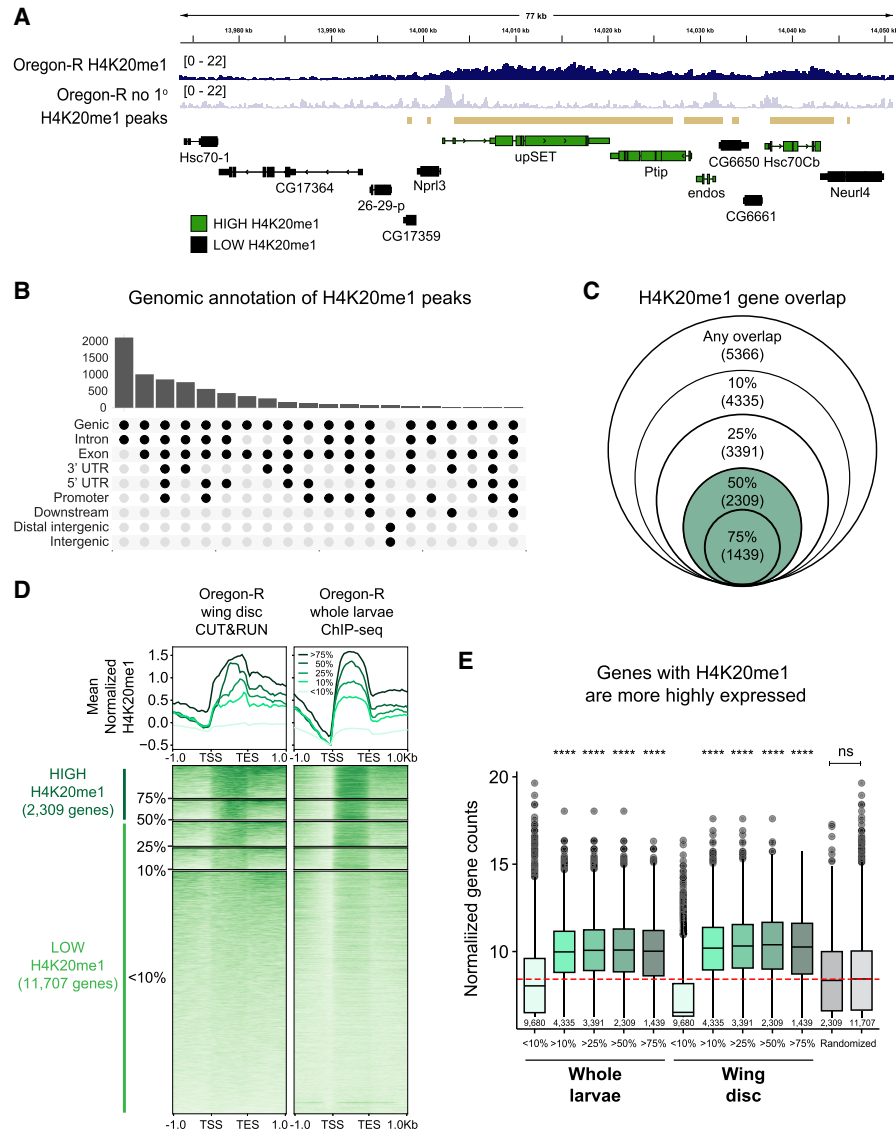 A
77 kb
13,980 kb
13,990 kb
14,000 kb
14,010 kb
14,020 kb
14,030 kb
14,040 kb
14,050 kb
Oregon-R H4K20me1
[0 - 22]
Oregon-R no 1º
[0 - 22]
H4K20me1 peaks
Hsc70-1
CG17364
26-29-p
CG17359
Nprl3
upSET
Ptip
endos
CG6650
CG6661
Hsc70Cb
Neurl4
HIGH H4K20me1
LOW H4K20me1
B
Genomic annotation of H4K20me1 peaks
2000
1500
1000
500
0
Genic
Intron
Exon
3' UTR
5' UTR
Promoter
Downstream
Distal intergenic
Intergenic
C
H4K20me1 gene overlap
Any overlap
(5366)
10%
(4335)
25%
(3391)
50%
(2309)
75%
(1439)
D
Oregon-R
wing disc
CUT&RUN
Oregon-R
whole larvae
ChIP-seq
Mean
Normalized
H4K20me1
1.5
1.0
0.5
0.0
−0.5
>75%
50%
25%
10%
<10%
-1.0 TSS TES 1.0
-1.0 TSS TES 1.0Kb
HIGH
H4K20me1
(2,309 genes)
75%
50%
25%
10%
LOW
H4K20me1
(11,707 genes)
<10%
-1.0 TSS TES 1.0
-1.0 TSS TES 1.0Kb
E
Genes with H4K20me1
are more highly expressed
**** **** **** ****
**** **** **** ****
ns
Normaliized gene counts
20
15
10
9,680 4,335 3,391 2,309 1,439 9,680 4,335 3,391 2,309 1,439 2,309 11,707
<10% >10% >25% >50% >75% <10% >10% >25% >50% >75% Randomized
Whole
larvae
Wing
disc